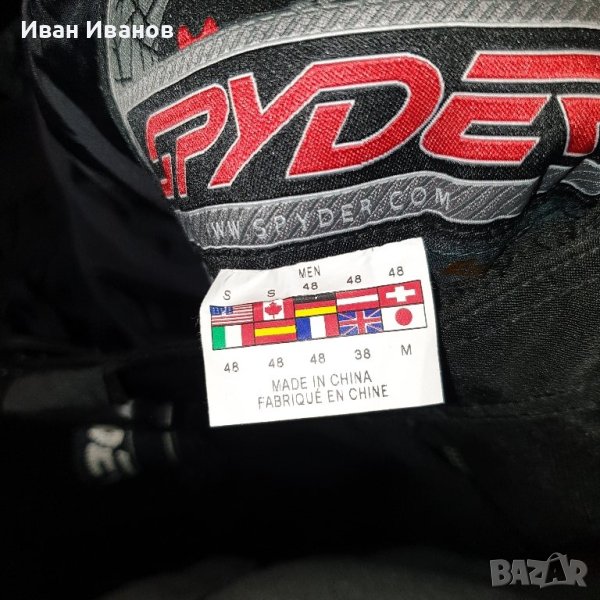 Иван Иванов
SPYDER
WWW.SPYDER.COM
MEN
S S 48 48 48
48 48 48 38 M
MADE IN CHINA
FABRIQUÉ EN CHINE
Bazar